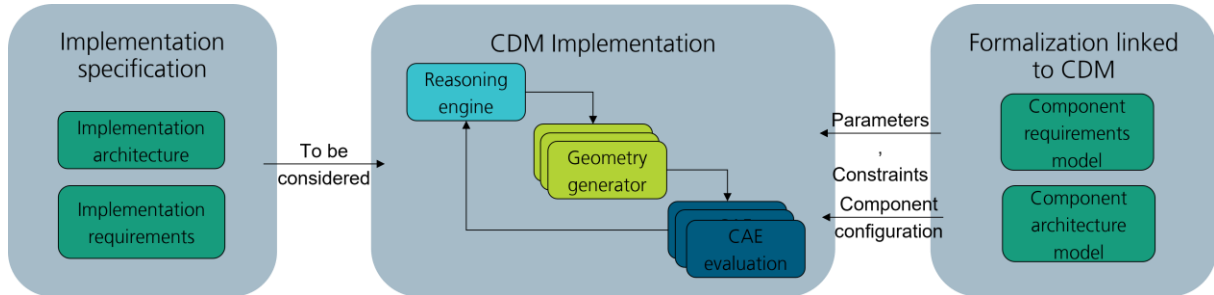 Implementation
specification
Implementation
architecture
Implementation
requirements
To be
considered
CDM Implementation
Reasoning
engine
Geometry
generator
CAE
evaluation
Parameters
,
Constraints
Component
configuration
Formalization linked
to CDM
Component
requirements
model
Component
architecture
model